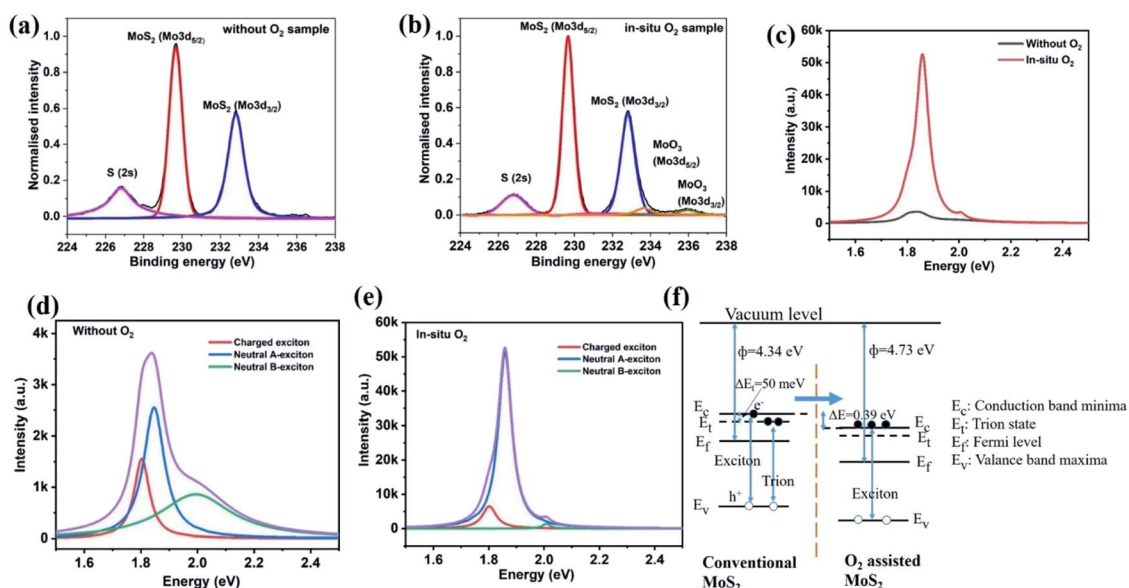 (a)
without O2 sample
MoS2 (Mo3d5/2)
MoS2 (Mo3d3/2)
S (2s)
Normalised intensity
1.0
0.8
0.6
0.4
0.2
0.0
224 226 228 230 232 234 236 238
Binding energy (eV)
(b)
in-situ O2 sample
MoS2 (Mo3d5/2)
MoS2 (Mo3d3/2)
MoO3
(Mo3d5/2)
MoO3
(Mo3d3/2)
S (2s)
Normalised intensity
1.0
0.8
0.6
0.4
0.2
0.0
224 226 228 230 232 234 236 238
Binding energy (eV)
(c)
Without O2
In-situ O2
Intensity (a.u.)
60k
50k
40k
30k
20k
10k
0
1.6 1.8 2.0 2.2 2.4
Energy (eV)
(d)
Without O2
Charged exciton
Neutral A-exciton
Neutral B-exciton
Intensity (a.u.)
4k
3k
2k
1k
0
1.6 1.8 2.0 2.2 2.4
Energy (eV)
(e)
In-situ O2
Charged exciton
Neutral A-exciton
Neutral B-exciton
Intensity (a.u.)
60k
50k
40k
30k
20k
10k
0
1.6 1.8 2.0 2.2 2.4
Energy (eV)
(f)
Vacuum level
ϕ=4.34 eV
ϕ=4.73 eV
ΔEt=50 meV
Ec
e-
Et
Ef
Exciton
Trion
h+
Ev
ΔE=0.39 eV
Ec
Et
Ef
Exciton
Ev
Ec: Conduction band minima
Et: Trion state
Ef: Fermi level
Ev: Valance band maxima
Conventional
MoS2
O2 assisted
MoS2